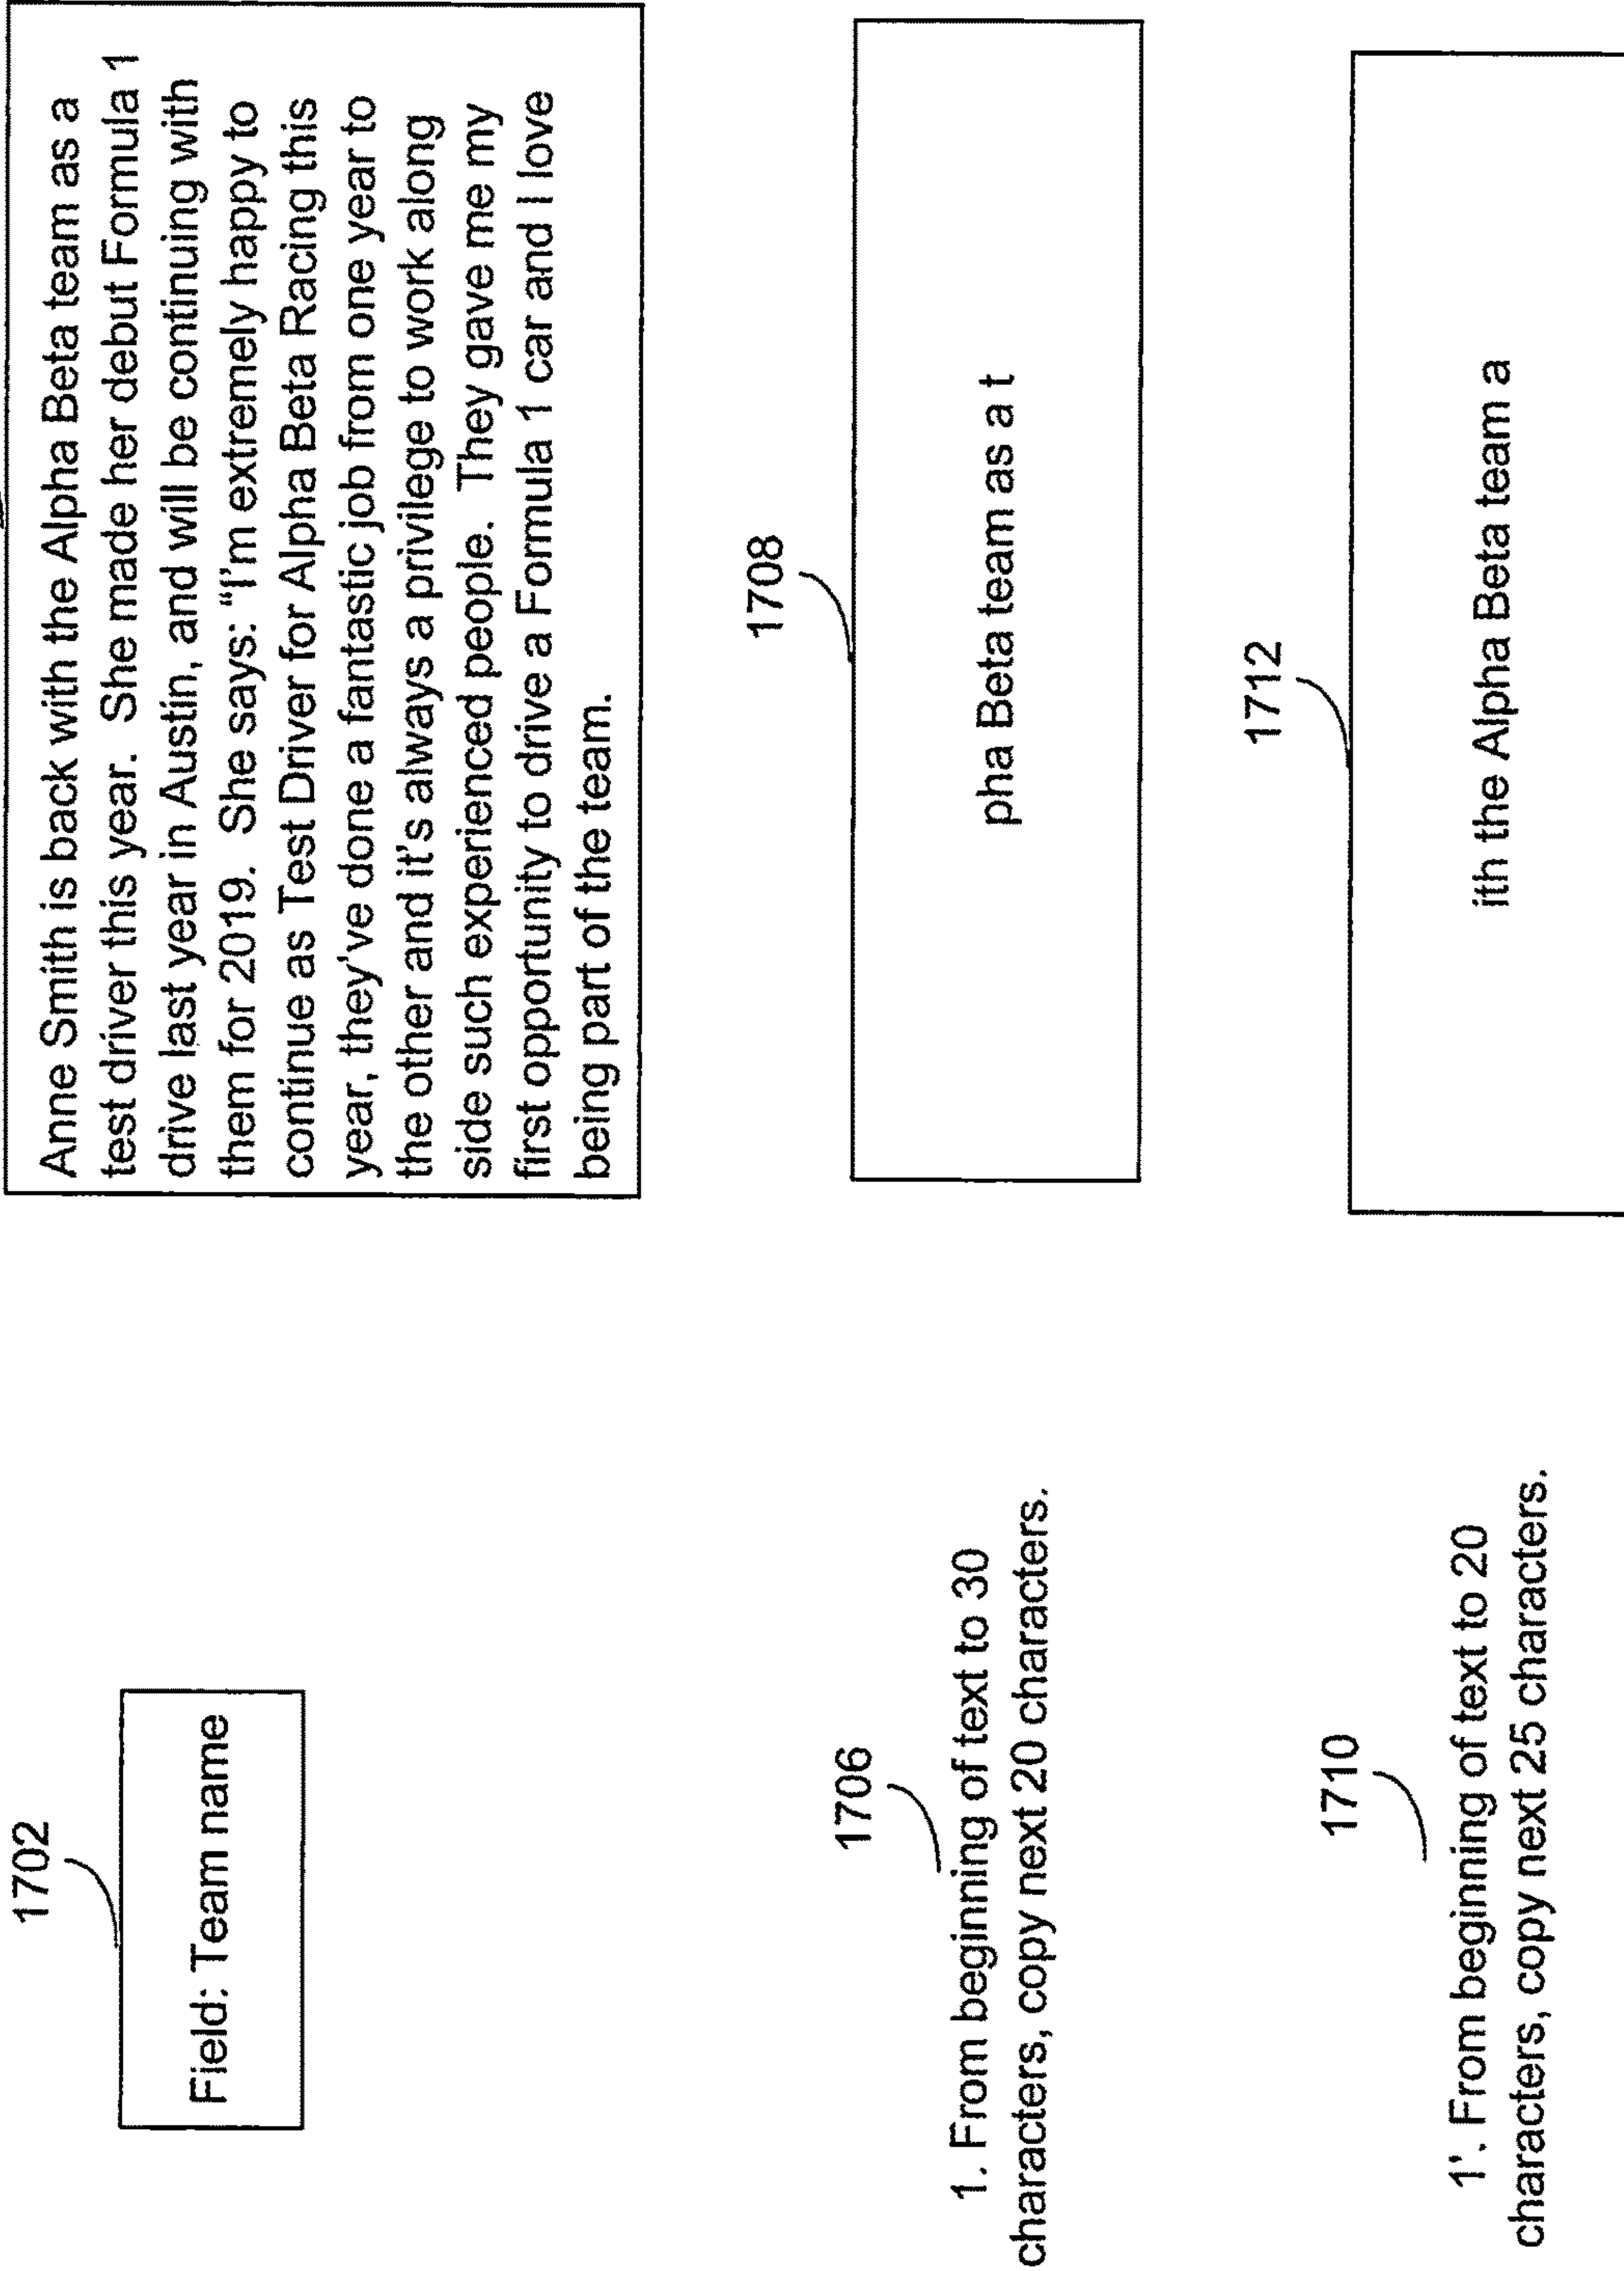 1702
Field: Team name
Anne Smith is back with the Alpha Beta team as a
test driver this year.  She made her debut Formula 1
drive last year in Austin, and will be continuing with
them for 2019.  She says: “I'm extremely happy to
continue as Test Driver for Alpha Beta Racing this
year, they've done a fantastic job from one year to
the other and it's always a privilege to work along
side such experienced people.  They gave me my
first opportunity to drive a Formula 1 car and I love
being part of the team.
1706
1. From beginning of text to 30
characters, copy next 20 characters.
1708
pha Beta team as a t
1710
1'. From beginning of text to 20
characters, copy next 25 characters.
1712
ith the Alpha Beta team a